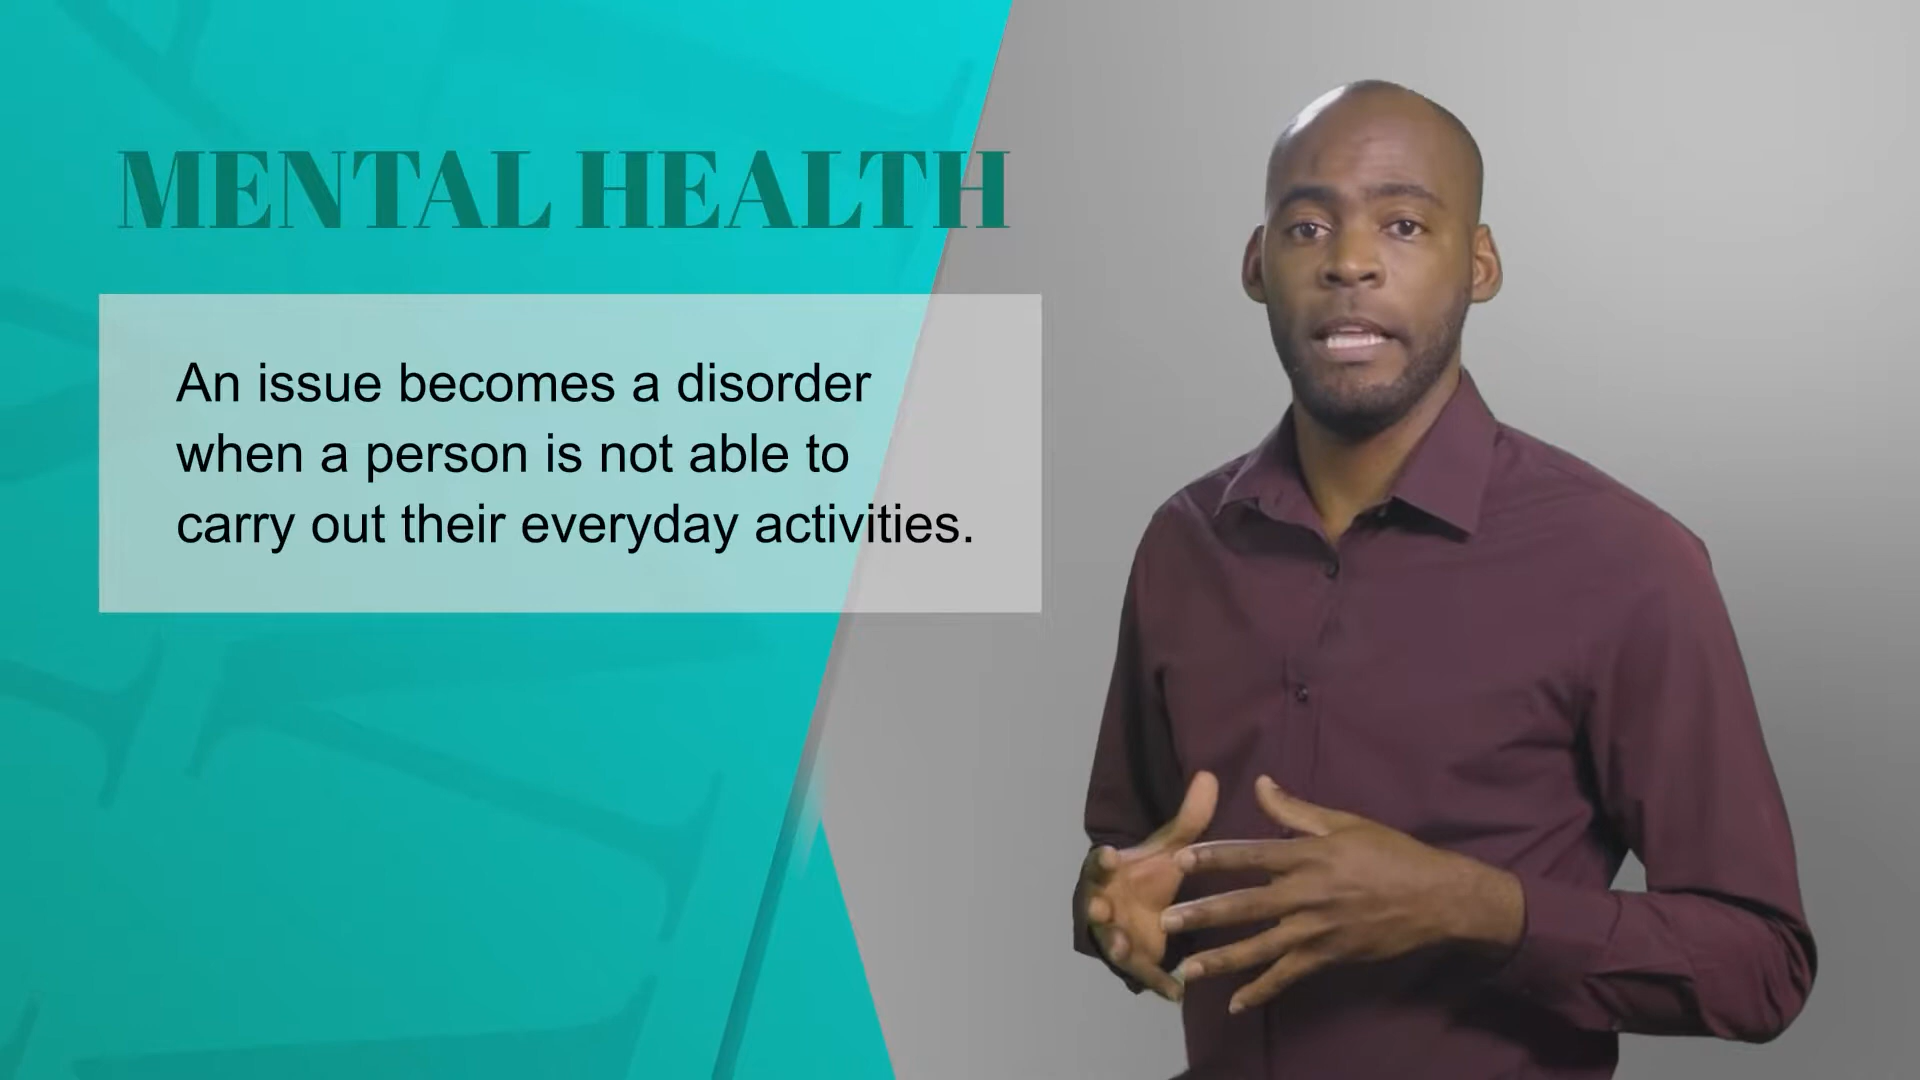 MENTAL HEALTH
An issue becomes a disorder
when a person is not able to
carry out their everyday activities.